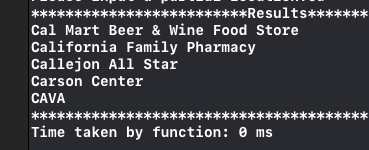 *************************Results*******
Cal Mart Beer & Wine Food Store
California Family Pharmacy
Callejon All Star
Carson Center
CAVA
***************************************
Time taken by function: 0 ms